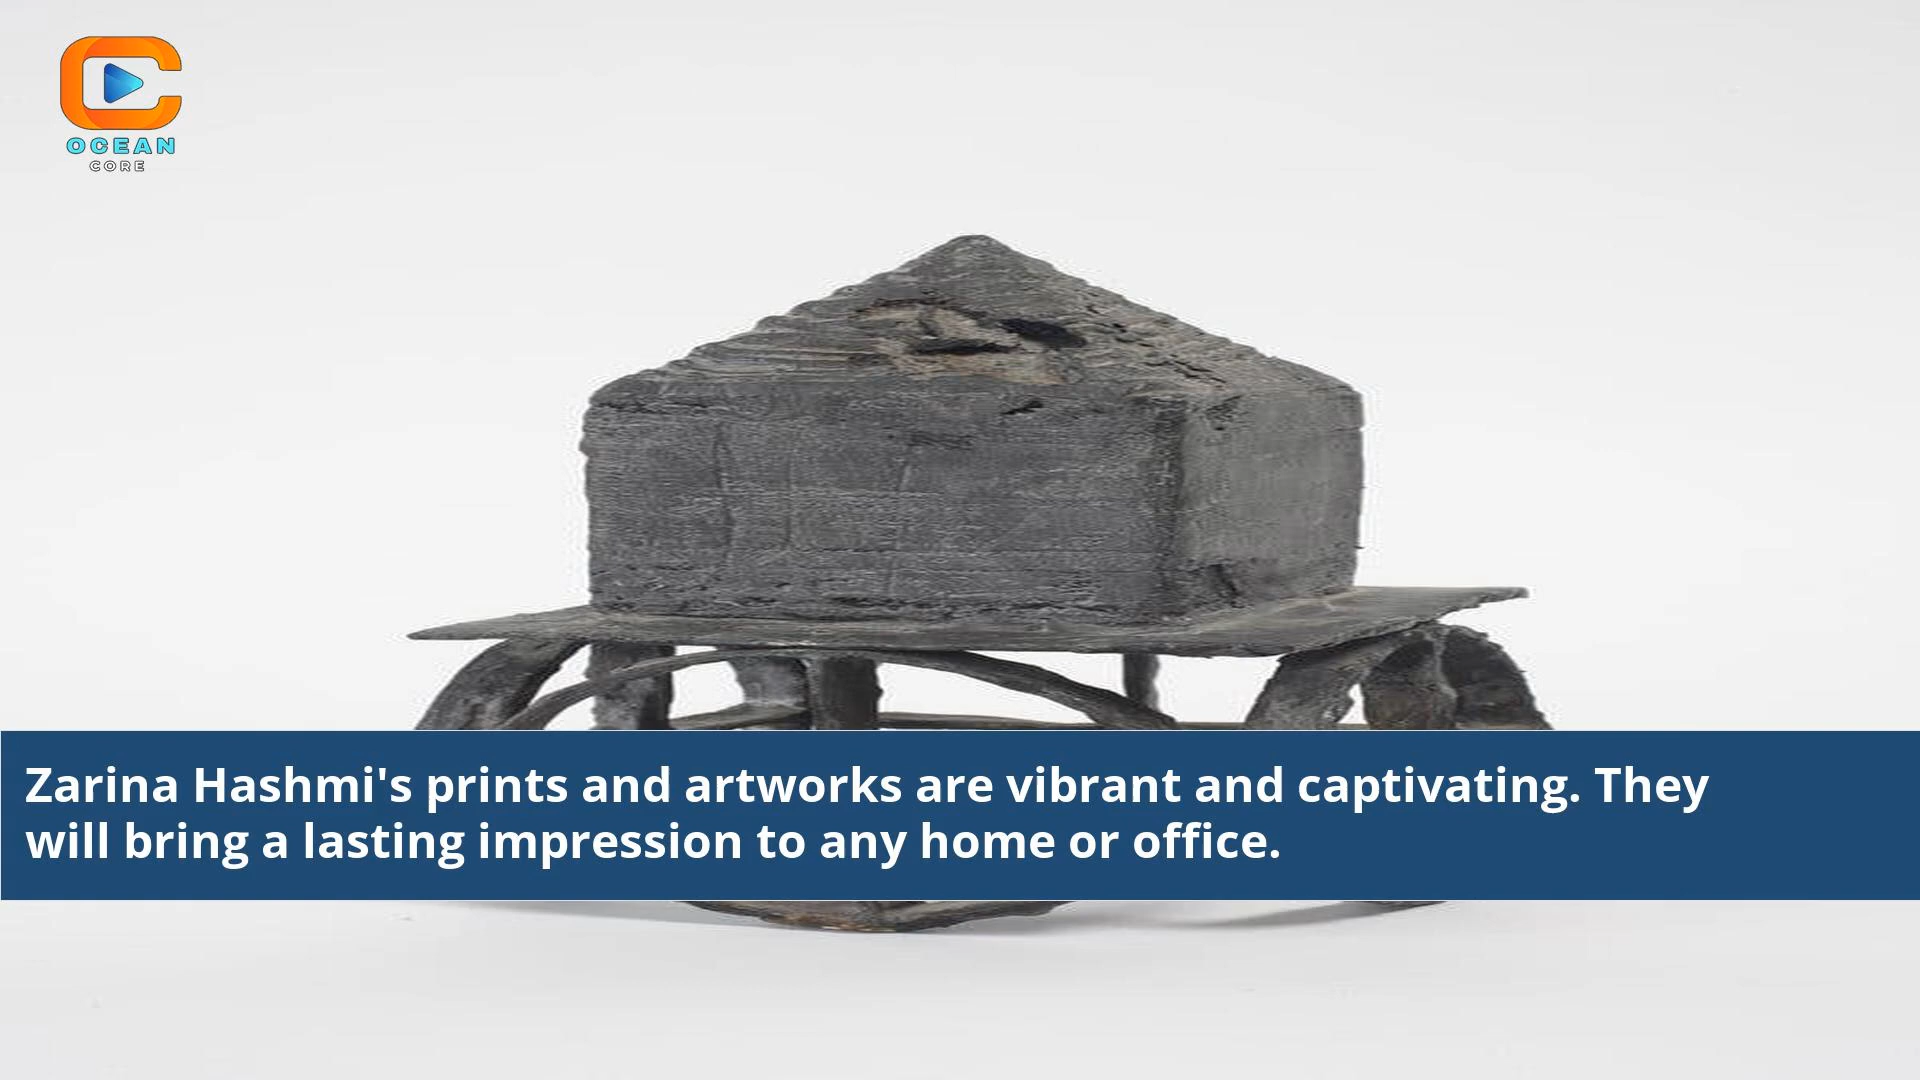 OCEAN
CORE
Zarina Hashmi's prints and artworks are vibrant and captivating. They
will bring a lasting impression to any home or office.